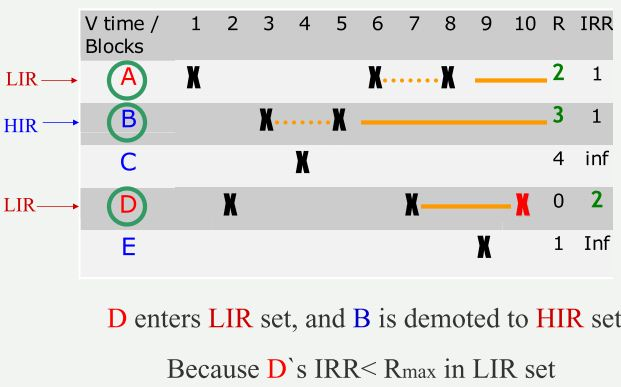 V time / 1 2 3 4 5 6 7 8 9 10 R IRR
Blocks
LIR A X X X 2 1
HIR B X X 3 1
C X 4 inf
LIR D X X X 0 2
E X 1 Inf
D enters LIR set, and B is demoted to HIR set
Because D`s IRR< Rmax in LIR set